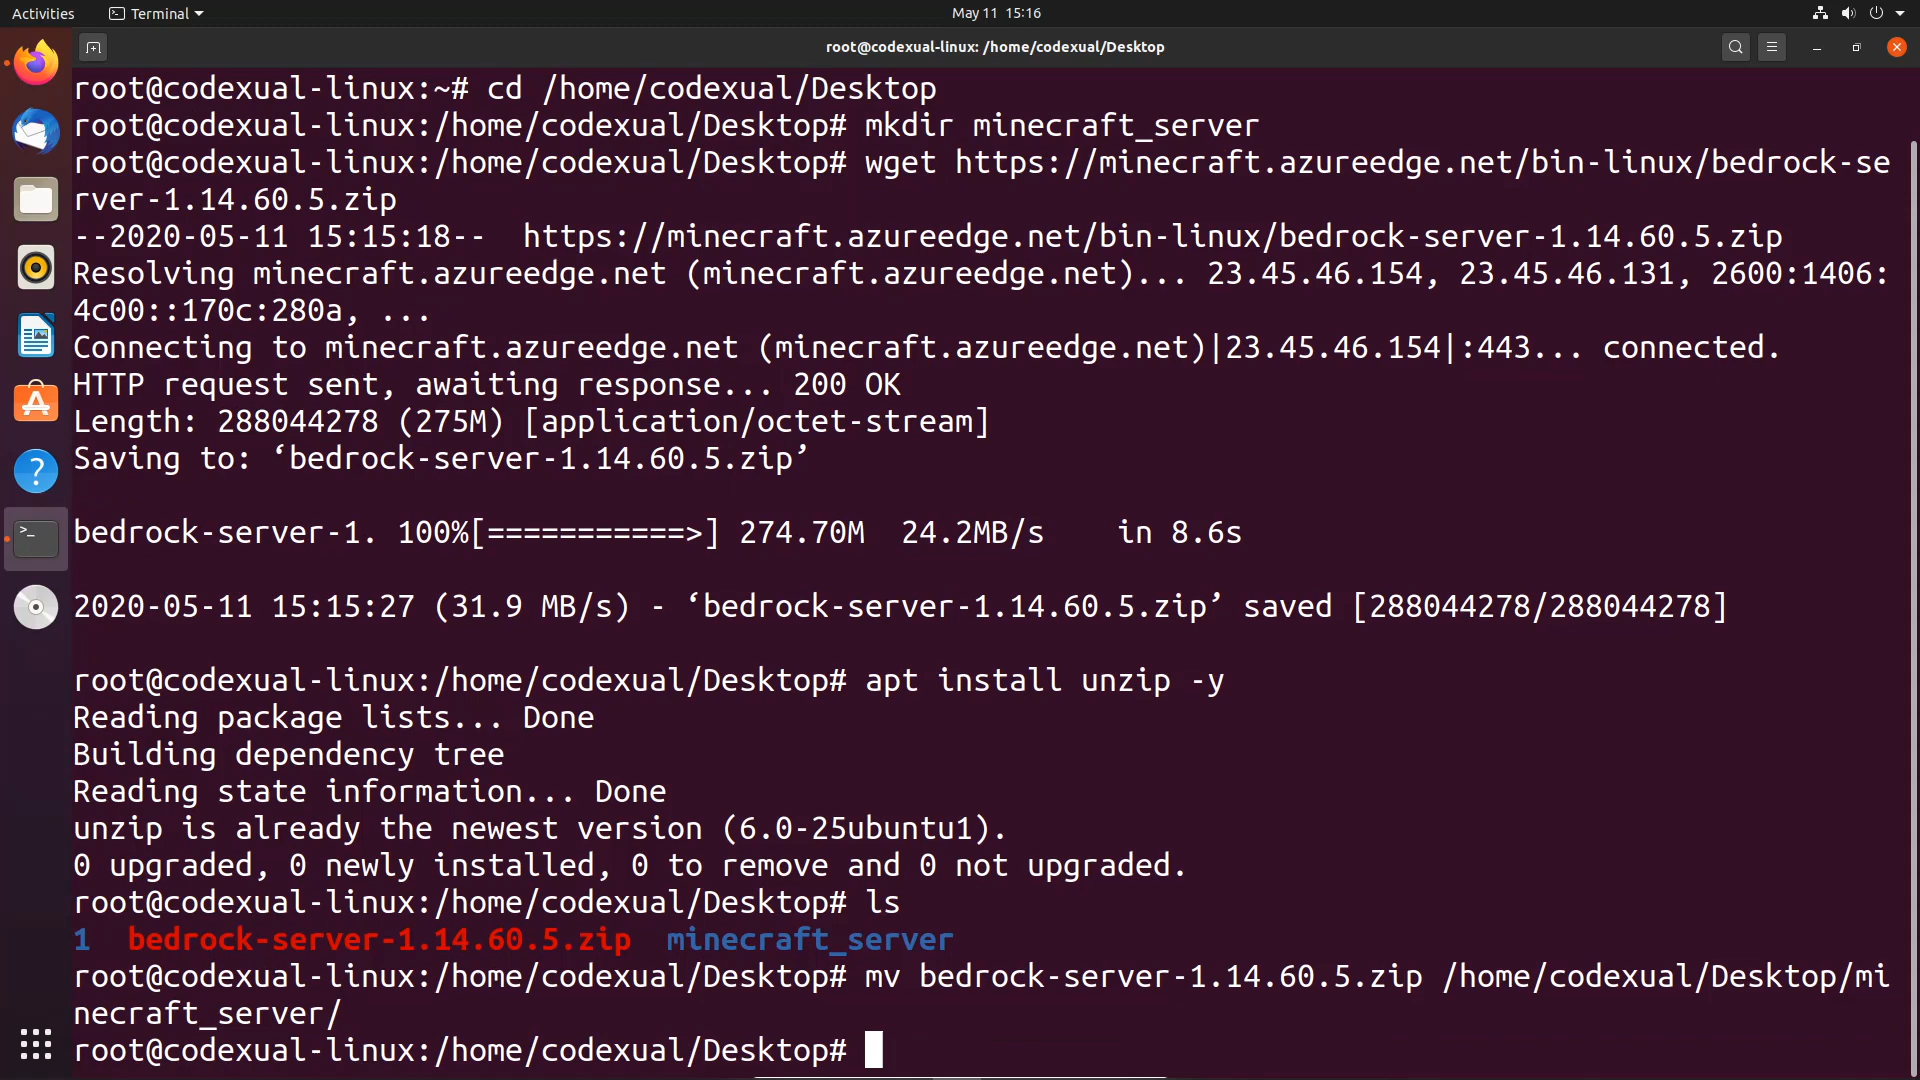 Activities Terminal May 11 15:16
root@codexual-linux: /home/codexual/Desktop
root@codexual-linux:~# cd /home/codexual/Desktop
root@codexual-linux:/home/codexual/Desktop# mkdir minecraft_server
root@codexual-linux:/home/codexual/Desktop# wget https://minecraft.azureedge.net/bin-linux/bedrock-se
rver-1.14.60.5.zip
--2020-05-11 15:15:18--  https://minecraft.azureedge.net/bin-linux/bedrock-server-1.14.60.5.zip
Resolving minecraft.azureedge.net (minecraft.azureedge.net)... 23.45.46.154, 23.45.46.131, 2600:1406:
4c00::170c:280a, ...
Connecting to minecraft.azureedge.net (minecraft.azureedge.net)|23.45.46.154|:443... connected.
HTTP request sent, awaiting response... 200 OK
Length: 288044278 (275M) [application/octet-stream]
Saving to: ‘bedrock-server-1.14.60.5.zip’
bedrock-server-1. 100%[===========>] 274.70M  24.2MB/s    in 8.6s
2020-05-11 15:15:27 (31.9 MB/s) - ‘bedrock-server-1.14.60.5.zip’ saved [288044278/288044278]
root@codexual-linux:/home/codexual/Desktop# apt install unzip -y
Reading package lists... Done
Building dependency tree
Reading state information... Done
unzip is already the newest version (6.0-25ubuntu1).
0 upgraded, 0 newly installed, 0 to remove and 0 not upgraded.
root@codexual-linux:/home/codexual/Desktop# ls
1  bedrock-server-1.14.60.5.zip  minecraft_server
root@codexual-linux:/home/codexual/Desktop# mv bedrock-server-1.14.60.5.zip /home/codexual/Desktop/mi
necraft_server/
root@codexual-linux:/home/codexual/Desktop#